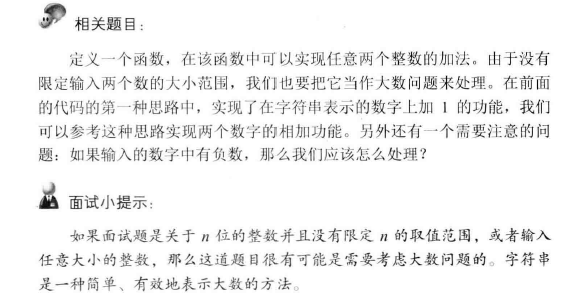 相关题目：
定义一个函数，在该函数中可以实现任意两个整数的加法。由于没有
限定输入两个数的大小范围，我们也要把它当作大数问题来处理。在前面
的代码的第一种思路中，实现了在字符串表示的数字上加 1 的功能，我们
可以参考这种思路实现两个数字的相加功能。另外还有一个需要注意的问
题：如果输入的数字中有负数，那么我们应该怎么处理？
面试小提示：
如果面试题是关于 n 位的整数并且没有限定 n 的取值范围，或者输入
任意大小的整数，那么这道题目很有可能是需要考虑大数问题的。字符串
是一种简单、有效地表示大数的方法。